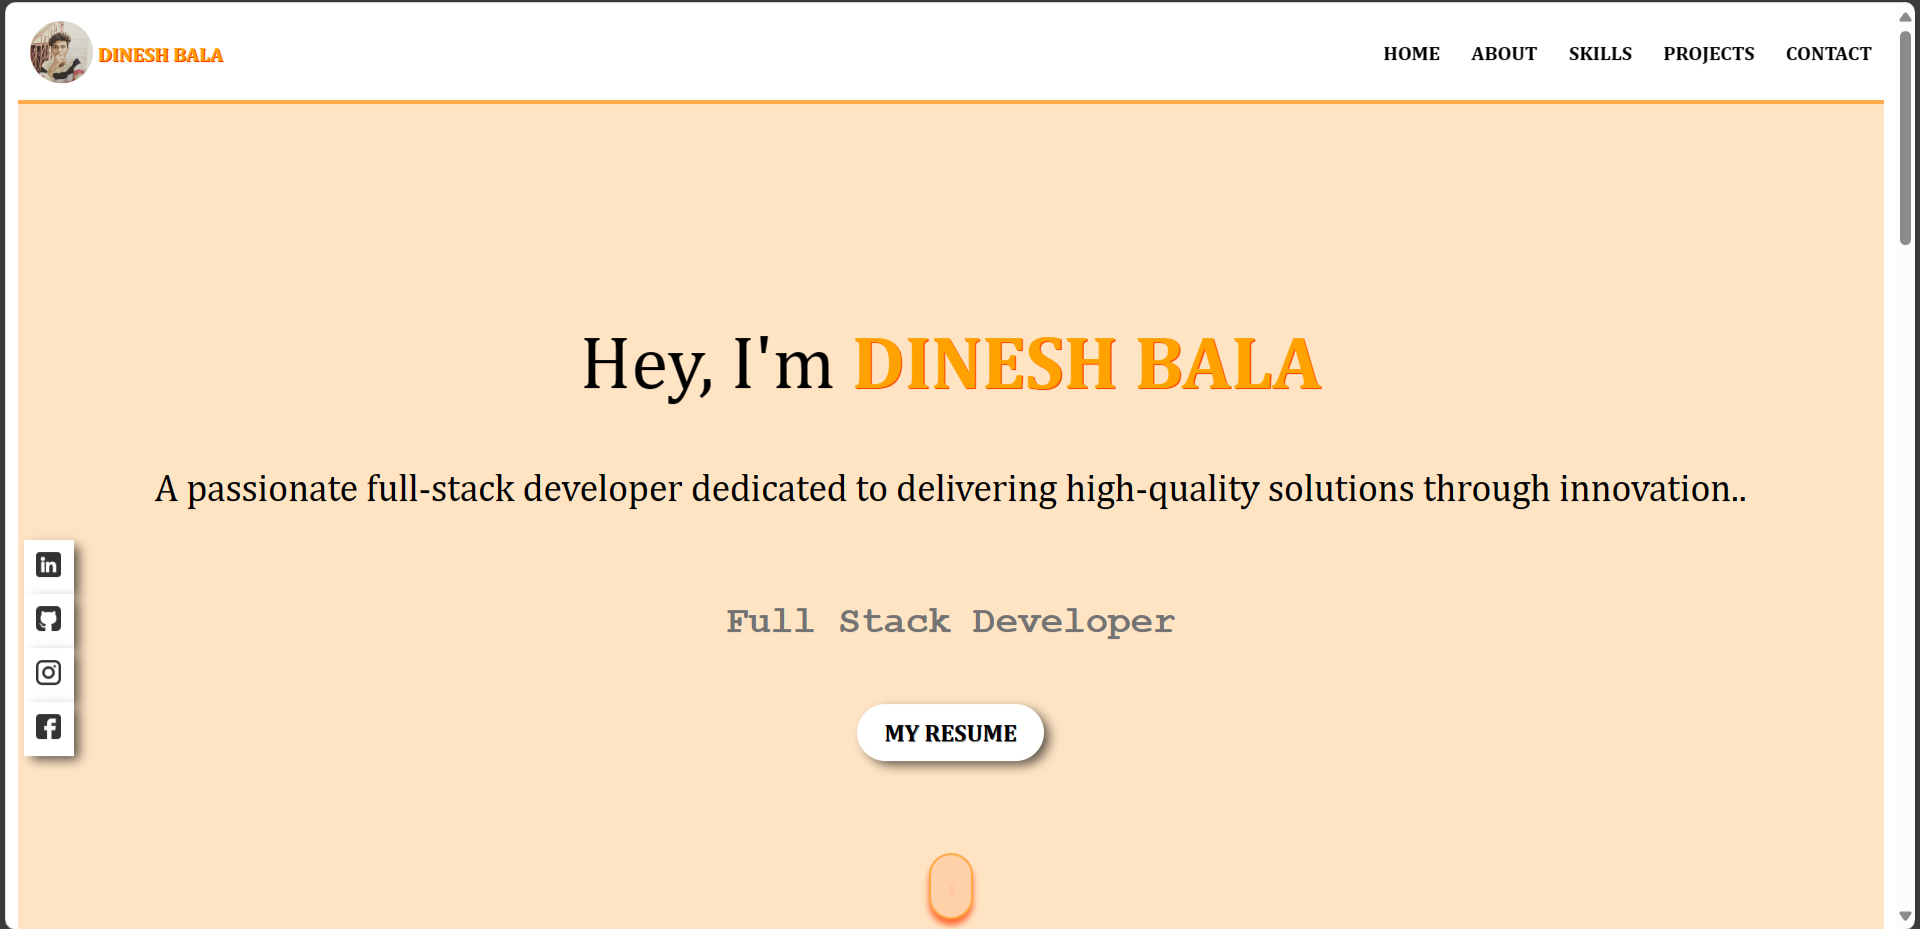 DINESH BALA
HOME ABOUT SKILLS PROJECTS CONTACT
Hey, I'm DINESH BALA
A passionate full-stack developer dedicated to delivering high-quality solutions through innovation..
in
Full Stack Developer
MY RESUME